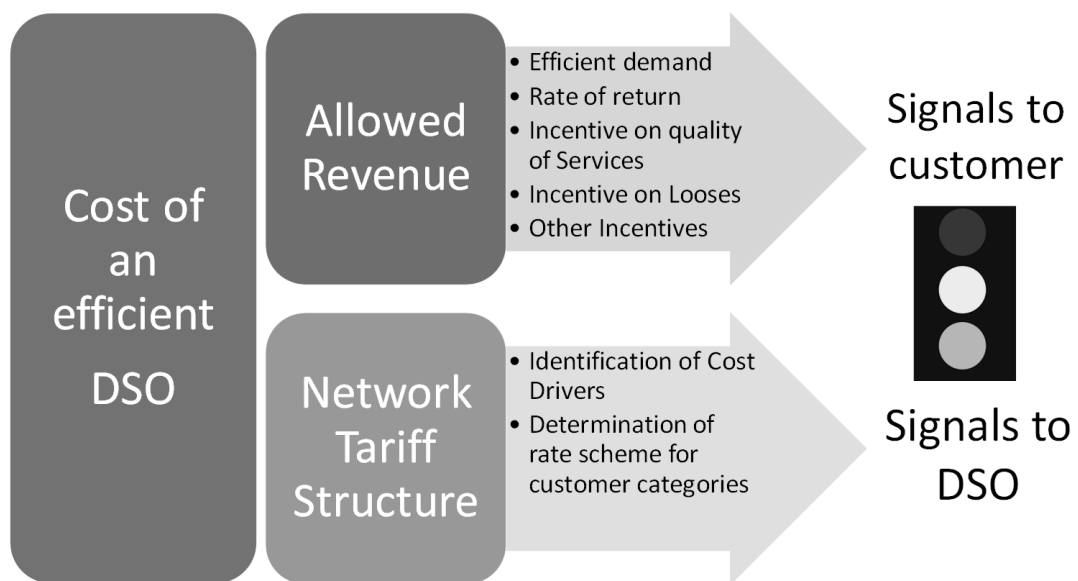 Cost of
an
efficient
DSO
Allowed
Revenue
• Efficient demand
• Rate of return
• Incentive on quality
of Services
• Incentive on Looses
• Other Incentives
Network
Tariff
Structure
• Identification of Cost
Drivers
• Determination of
rate scheme for
customer categories
Signals to
customer
Signals to
DSO